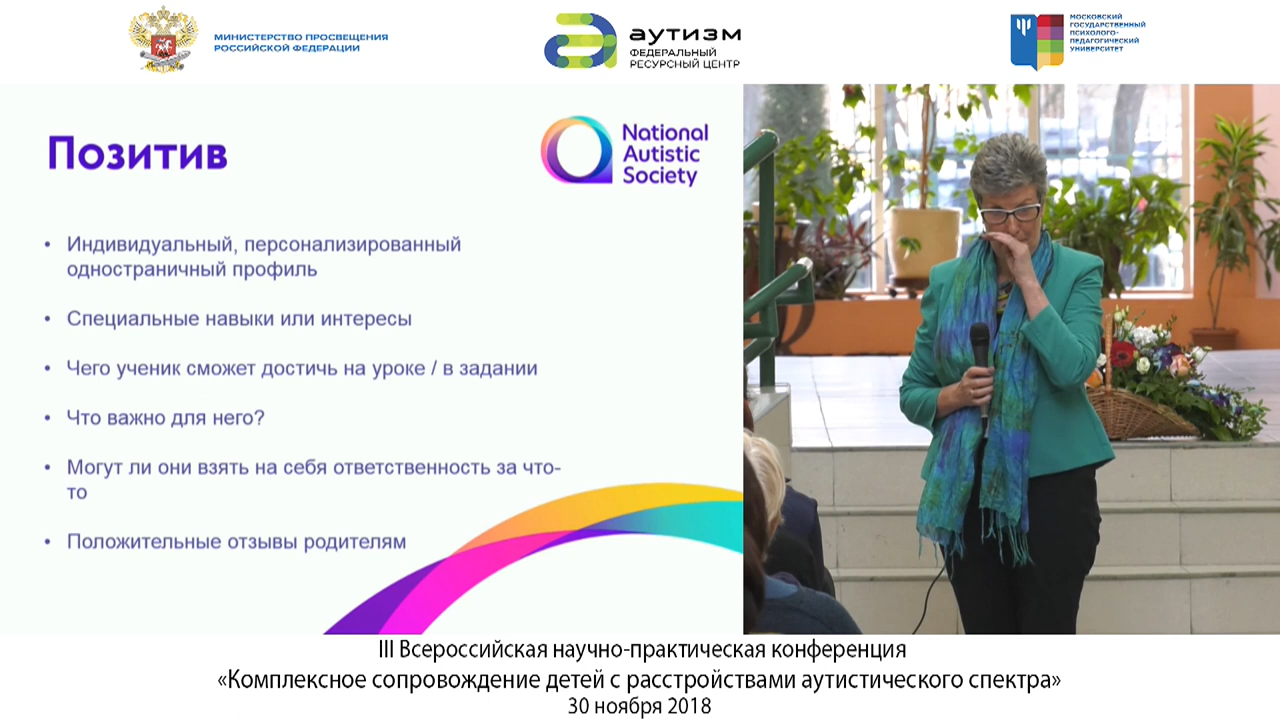 МИНИСТЕРСТВО ПРОСВЕЩЕНИЯ
РОССИЙСКОЙ ФЕДЕРАЦИИ
аутизм
ФЕДЕРАЛЬНЫЙ
РЕСУРСНЫЙ ЦЕНТР
МОСКОВСКИЙ
ГОСУДАРСТВЕННЫЙ
ПСИХОЛОГО-
ПЕДАГОГИЧЕСКИЙ
УНИВЕРСИТЕТ
Позитив
National
Autistic
Society
• Индивидуальный, персонализированный
одностраничный профиль
• Специальные навыки или интересы
• Чего ученик сможет достичь на уроке / в задании
• Что важно для него?
• Могут ли они взять на себя ответственность за что-
то
• Положительные отзывы родителям
III Всероссийская научно-практическая конференция
«Комплексное сопровождение детей с расстройствами аутистического спектра»
30 ноября 2018